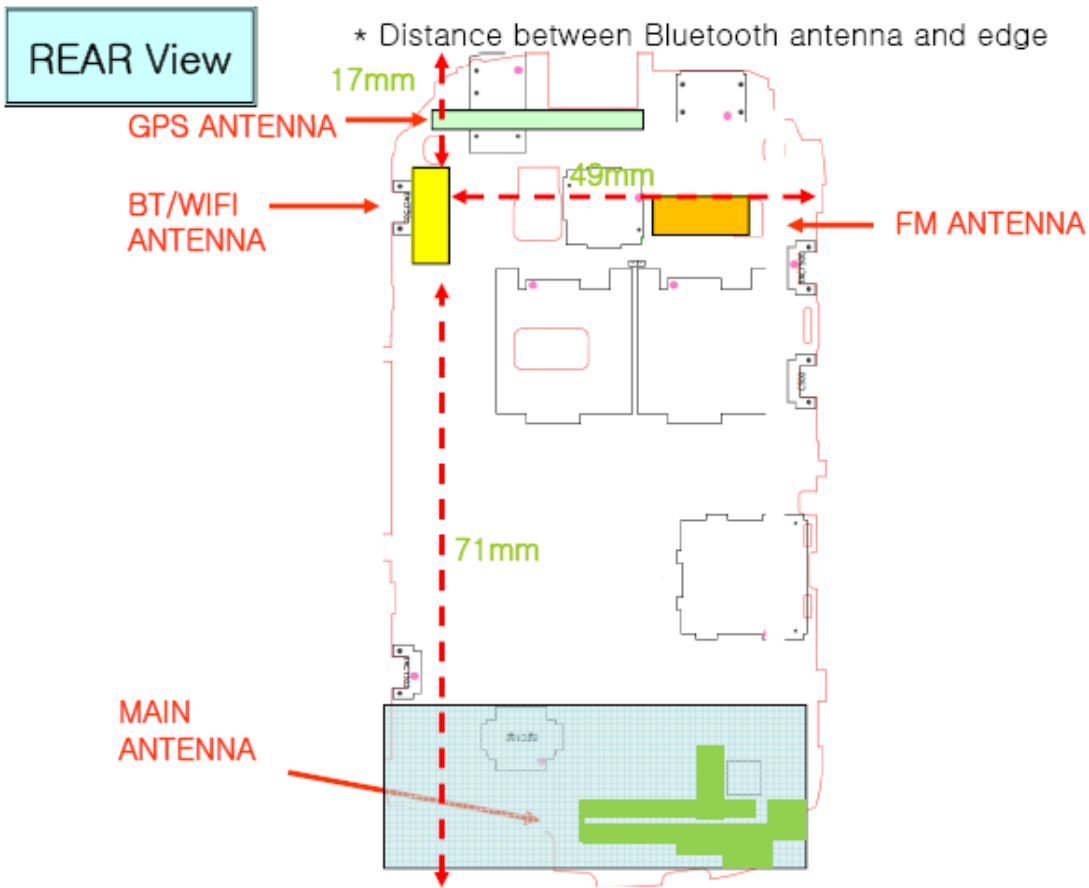 REAR View
* Distance between Bluetooth antenna and edge
17mm
GPS ANTENNA
49mm
BT/WIFI
ANTENNA
FM ANTENNA
71mm
MAIN
ANTENNA